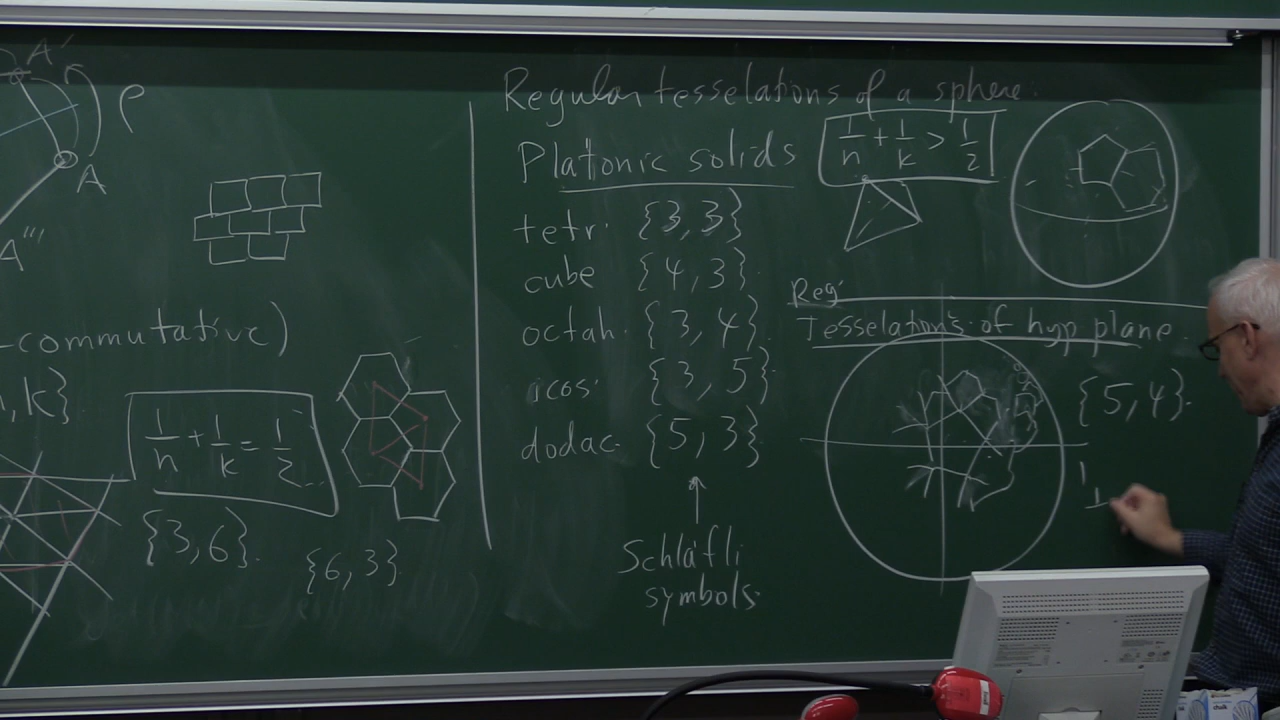 A'
ρ
A
A'''
-commutative)
, k}
1/n + 1/k = 1/2
{3,6}.
{6,3}
Regular tesselations of a sphere:
Platonic solids
1/n + 1/k > 1/2
tetr. {3,3}
cube {4,3}.
octah. {3,4}
icos. {3,5}.
dodac. {5,3}.
↑
Schläfli
symbols.
Reg.
Tesselations of hyp plane.
{5,4}.
1